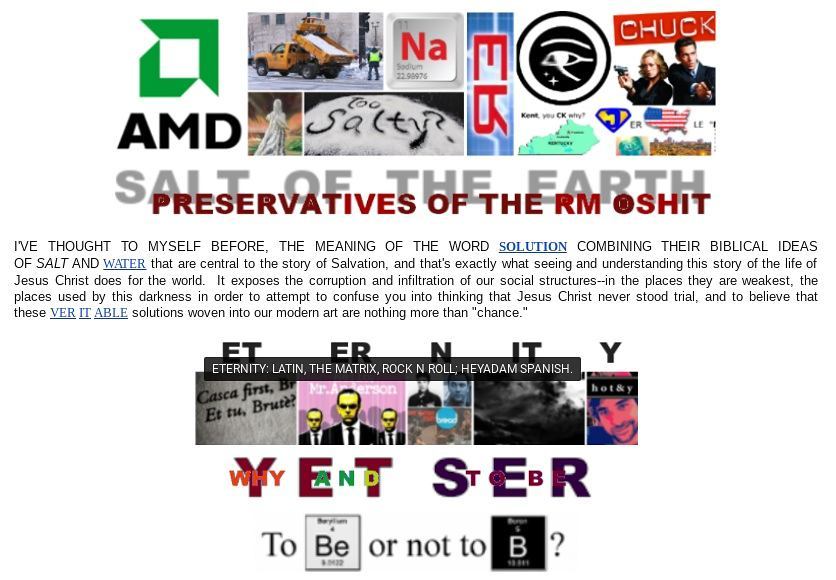 AMD
11
Na
Sodium
22.98976
CHUCK
too
Salty?
Kent, you CK why?
KENTUCKY
ER
LE
SALT OF THE EARTH
PRESERVATIVES OF THE RM OSHIT
I'VE THOUGHT TO MYSELF BEFORE, THE MEANING OF THE WORD SOLUTION COMBINING THEIR BIBLICAL IDEAS
OF SALT AND WATER that are central to the story of Salvation, and that's exactly what seeing and understanding this story of the life of
Jesus Christ does for the world. It exposes the corruption and infiltration of our social structures--in the places they are weakest, the
places used by this darkness in order to attempt to confuse you into thinking that Jesus Christ never stood trial, and to believe that
these VER IT ABLE solutions woven into our modern art are nothing more than "chance."
ET ER N IT Y
ETERNITY: LATIN, THE MATRIX, ROCK N ROLL; HEYADAM SPANISH.
Casca first, Br
Et tu, Brutè?
Mr.Anderson
bread
hot&y
Y E T S E R
WHY AND TO BE
To Be or not to B ?
Beryllium
4
9.0122
Boron
5
10.811